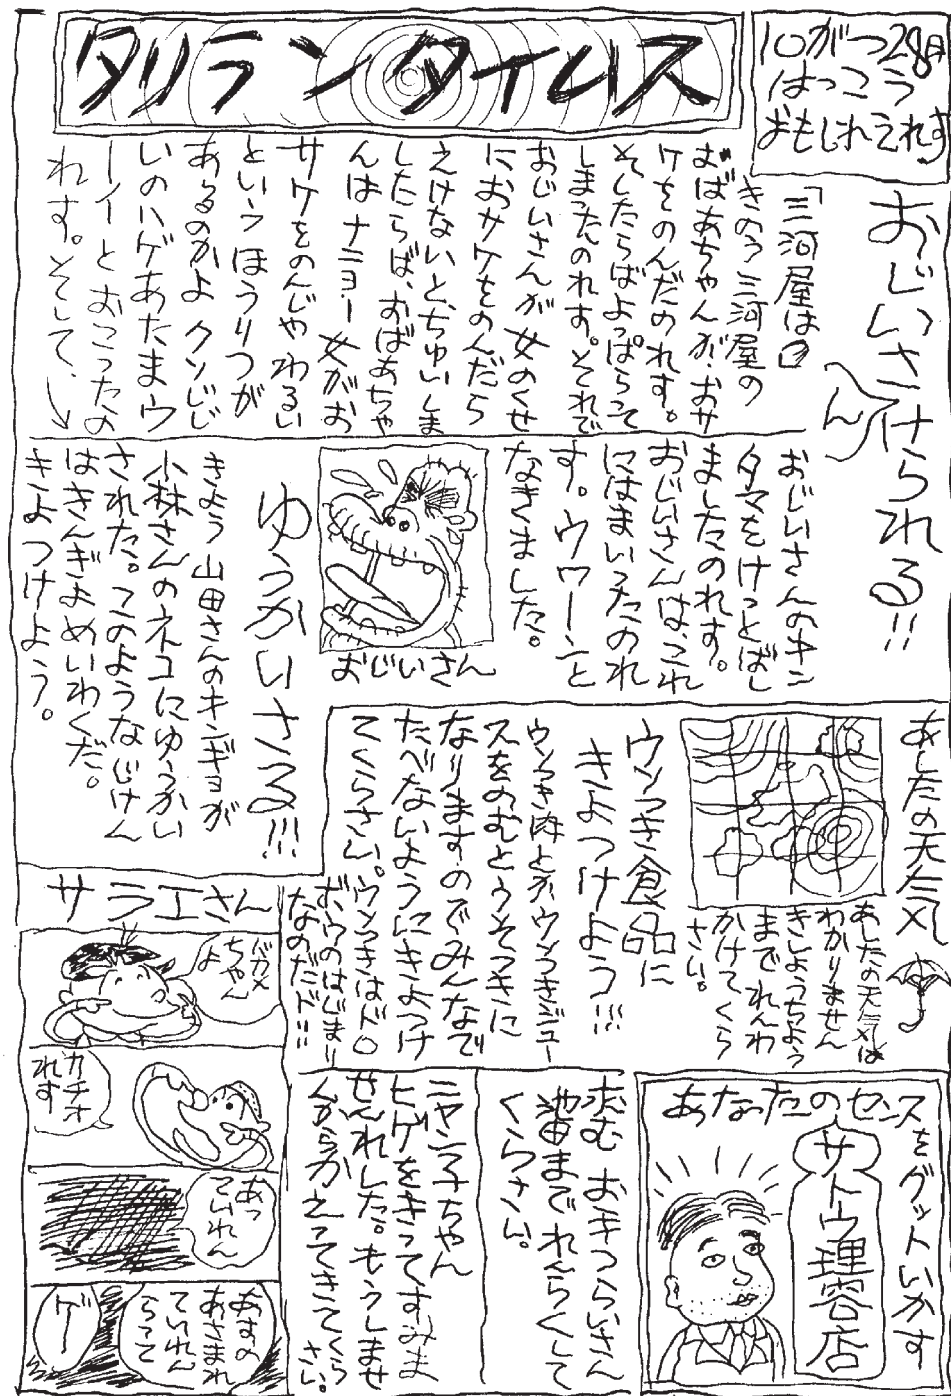 タリランタイムス
10がつ28日
はっこう
おもしれえれす
おじいさんけられる!!
「三河屋は」
きのう三河屋の
おばあちゃんが、おサ
ケをのんだのれす。
そしたらばよっぱらって
しまったのれす。それで
おじいさんが女のくせ
におサケをのんだら
えけないと、ちゅいしま
したらば、おばあちゃ
んはナニヨー女がお
サケをのんじゃわるい
というほうりつが
あるのかよクソじじ
いのハゲあたまウ
ーイーとおこったの
れす。そして、
おじいさんのキン
タマをけっとばし
ましたのれす。
おじいさんは、これ
にはまいったのれ
す。ウワーンと
なきました。
おじいさん
ゆうかいさる!!!
きょう山田さんのキンギョが
小林さんのネコにゆうかい
された。このようなじけん
はきんぎょめいわくだ。
きよつけよう。
あしたの天気
あしたの天気は
わかりません
きしょうちょう
まででんわ
かけてくら
さい。
ウソつき食品に
きよつけよう!!!
ウソつき肉とかウソつきジュー
スをのむとうそつきに
なりますのでみんなで
たべないようにきよつけ
てくらさい。ウソつきはドロ
ボウのはじまり
なのだド!!
サラエさん
バカメ
ちゃん
よ
カチオ
れす
あっ
ていれん
あすの
あさまれ
ていれん
らって
ゲー
求む おきつらいさん
池田までれんらくして
くらさい。
ニャン子ちゃん
ヒゲをきってすみま
せんれした。もうしませ
んからかえってきてくら
さい。
あなたのセンスをグットいかす
サトウ理容店